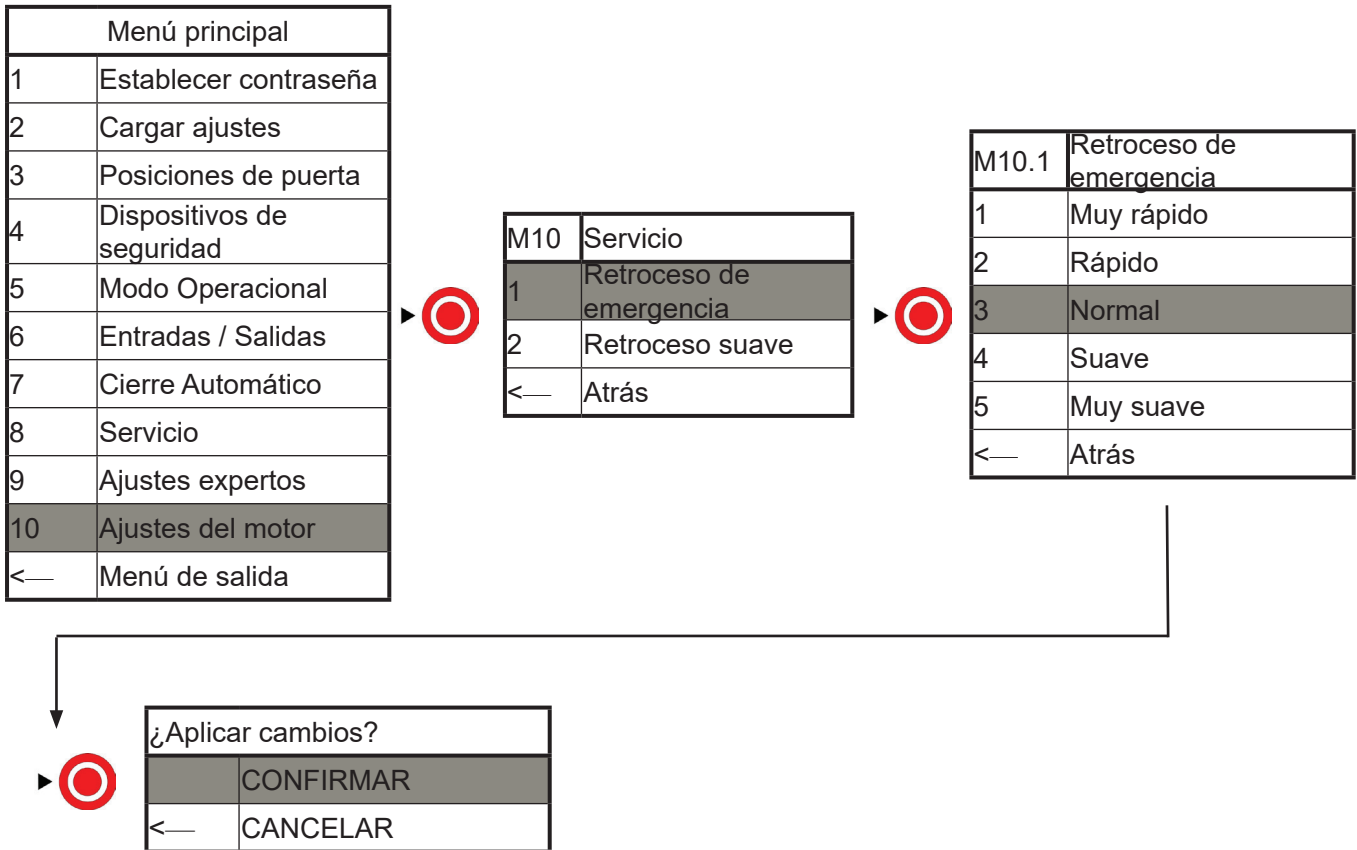 Menú principal
1 Establecer contraseña
2 Cargar ajustes
3 Posiciones de puerta
4 Dispositivos de
seguridad
5 Modo Operacional
6 Entradas / Salidas
7 Cierre Automático
8 Servicio
9 Ajustes expertos
10 Ajustes del motor
<— Menú de salida
M10 Servicio
1 Retroceso de
emergencia
2 Retroceso suave
<— Atrás
M10.1 Retroceso de
emergencia
1 Muy rápido
2 Rápido
3 Normal
4 Suave
5 Muy suave
<— Atrás
¿Aplicar cambios?
CONFIRMAR
<— CANCELAR